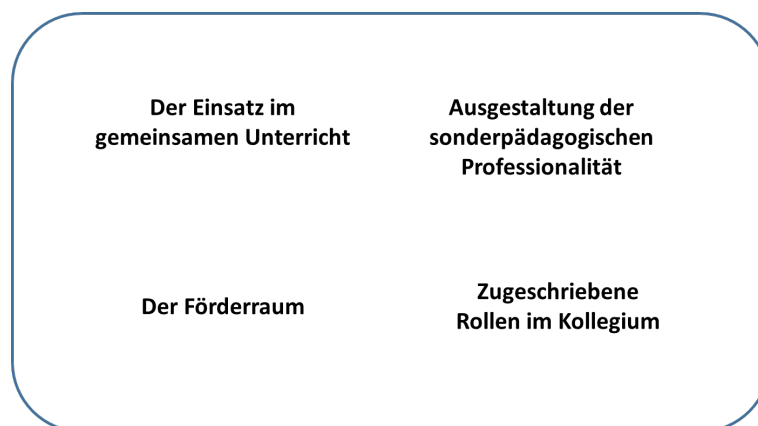 Der Einsatz im
gemeinsamen Unterricht
Ausgestaltung der
sonderpädagogischen
Professionalität
Der Förderraum
Zugeschriebene
Rollen im Kollegium